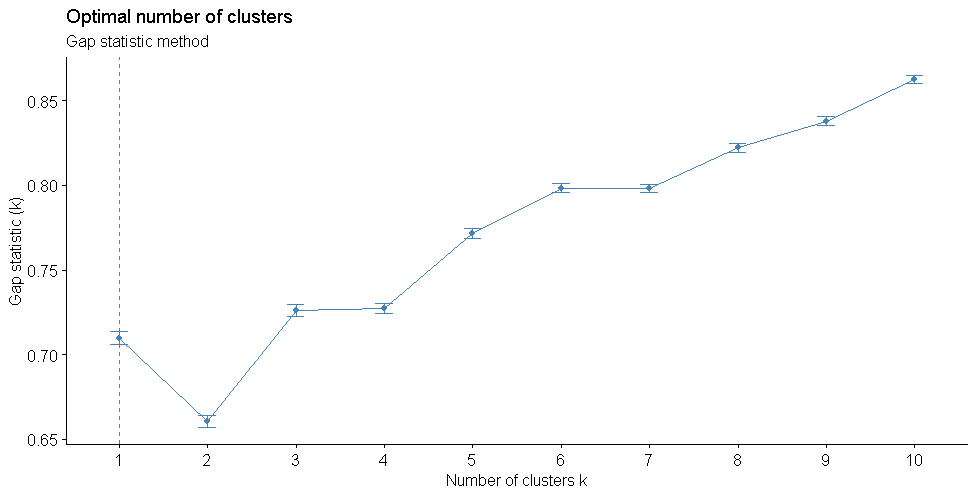 Optimal number of clusters
Gap statistic method
Gap statistic (k)
0.85
0.80
0.75
0.70
0.65
1 2 3 4 5 6 7 8 9 10
Number of clusters k